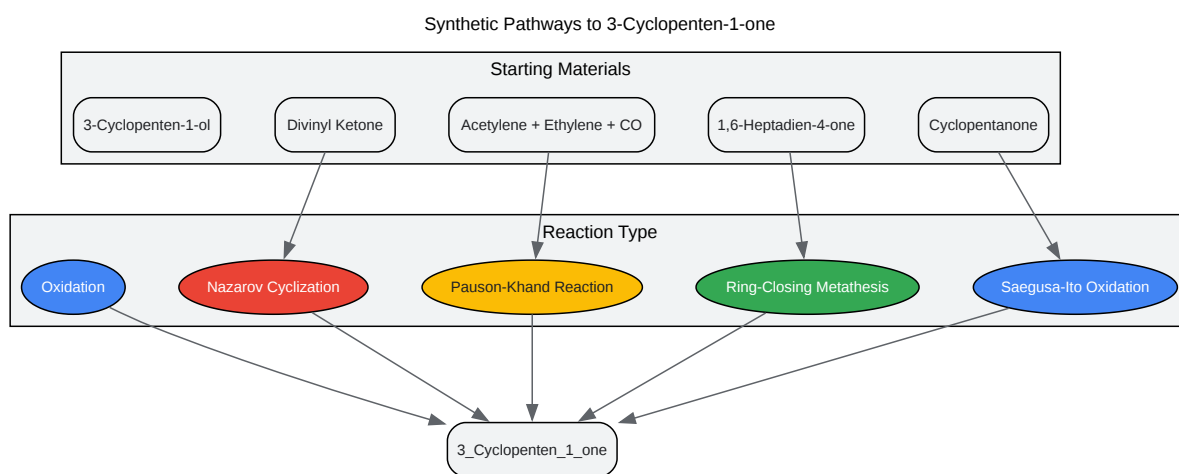 Synthetic Pathways to 3-Cyclopenten-1-one
Starting Materials
3-Cyclopenten-1-ol
Divinyl Ketone
Acetylene + Ethylene + CO
1,6-Heptadien-4-one
Cyclopentanone
Reaction Type
Oxidation
Nazarov Cyclization
Pauson-Khand Reaction
Ring-Closing Metathesis
Saegusa-Ito Oxidation
3_Cyclopenten_1_one